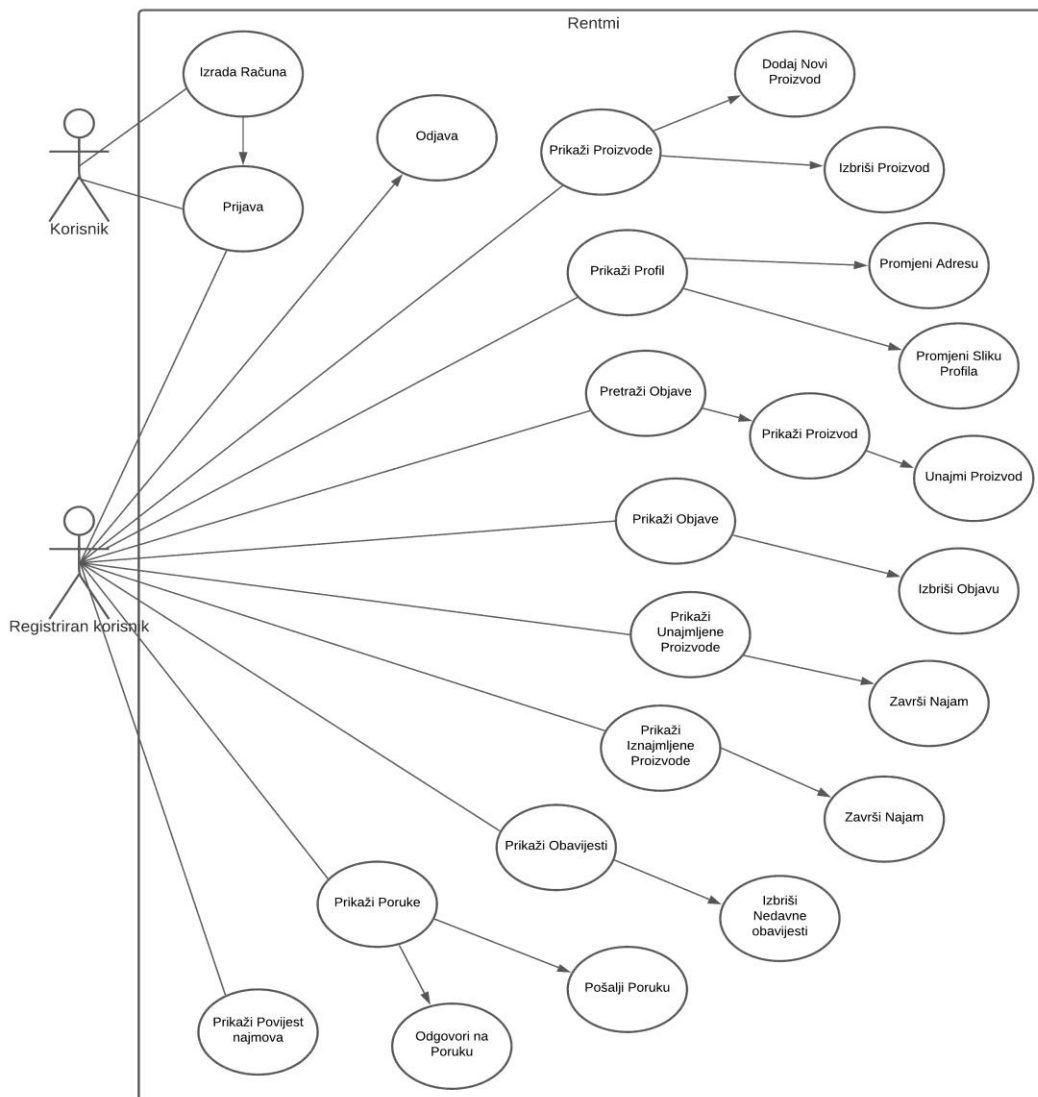 Rentmi
Izrada Računa
Dodaj Novi
Proizvod
Odjava
Prikaži Proizvode
Izbriši Proizvod
Prijava
Korisnik
Prikaži Profil
Promjeni Adresu
Promjeni Sliku
Profila
Pretraži Objave
Prikaži Proizvod
Unajmi Proizvod
Prikaži Objave
Izbriši Objavu
Registriran korisnik
Prikaži
Unajmljene
Proizvode
Završi Najam
Prikaži
Iznajmljene
Proizvode
Završi Najam
Prikaži Obavijesti
Prikaži Poruke
Izbriši
Nedavne
obavijesti
Pošalji Poruku
Prikaži Povijest
najmova
Odgovori na
Poruku